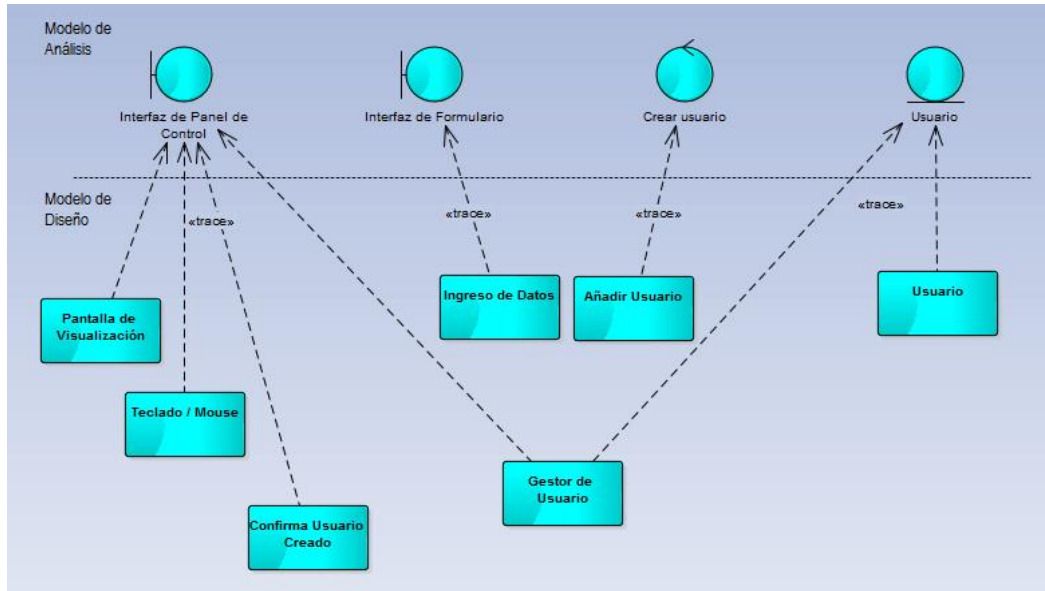 Modelo de
Análisis
Interfaz de Panel de
Control
Interfaz de Formulario
Crear usuario
Usuario
Modelo de
Diseño
«trace»
«trace»
«trace»
«trace»
Pantalla de
Visualización
Ingreso de Datos
Añadir Usuario
Usuario
Teclado / Mouse
Gestor de
Usuario
Confirma Usuario
Creado